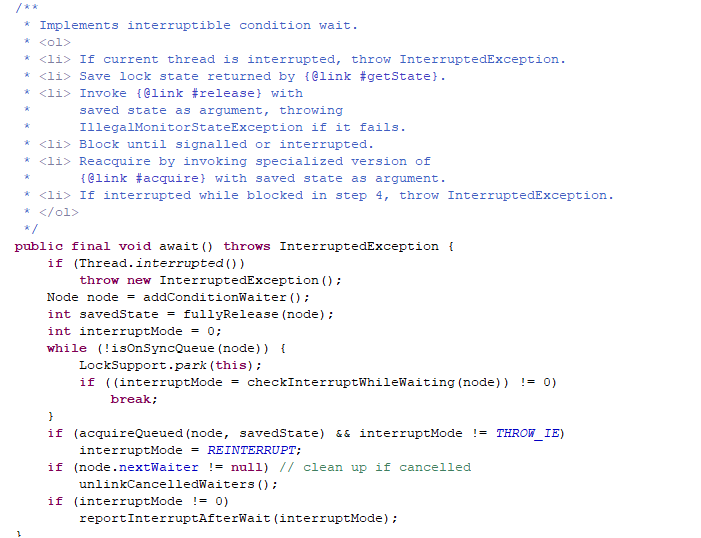 /**
 * Implements interruptible condition wait.
 * <ol>
 * <li> If current thread is interrupted, throw InterruptedException.
 * <li> Save lock state returned by {@link #getState}.
 * <li> Invoke {@link #release} with
 *      saved state as argument, throwing
 *      IllegalMonitorStateException if it fails.
 * <li> Block until signalled or interrupted.
 * <li> Reacquire by invoking specialized version of
 *      {@link #acquire} with saved state as argument.
 * <li> If interrupted while blocked in step 4, throw InterruptedException.
 * </ol>
 */
public final void await() throws InterruptedException {
    if (Thread.interrupted())
        throw new InterruptedException();
    Node node = addConditionWaiter();
    int savedState = fullyRelease(node);
    int interruptMode = 0;
    while (!isOnSyncQueue(node)) {
        LockSupport.park(this);
        if ((interruptMode = checkInterruptWhileWaiting(node)) != 0)
            break;
    }
    if (acquireQueued(node, savedState) && interruptMode != THROW_IE)
        interruptMode = REINTERRUPT;
    if (node.nextWaiter != null) // clean up if cancelled
        unlinkCancelledWaiters();
    if (interruptMode != 0)
        reportInterruptAfterWait(interruptMode);
}